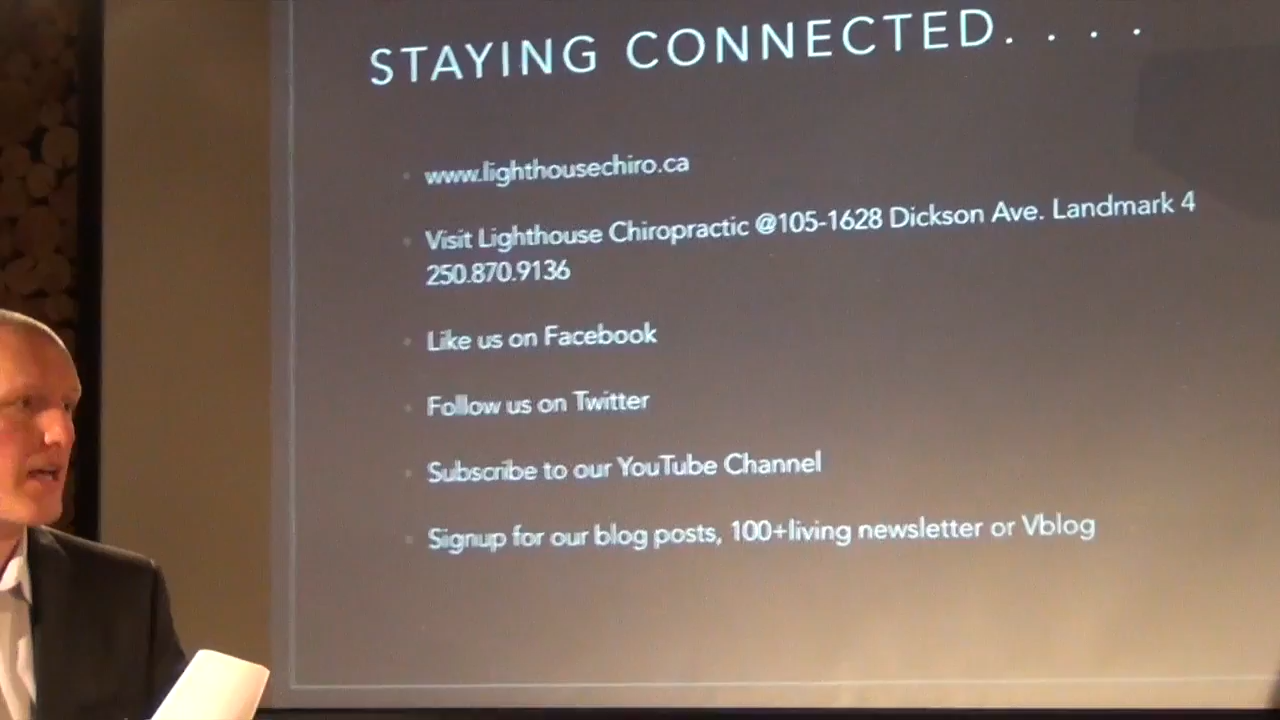 STAYING CONNECTED. . . .
www.lighthousechiro.ca
Visit Lighthouse Chiropractic @105-1628 Dickson Ave. Landmark 4
250.870.9136
Like us on Facebook
Follow us on Twitter
Subscribe to our YouTube Channel
Signup for our blog posts, 100+living newsletter or Vblog